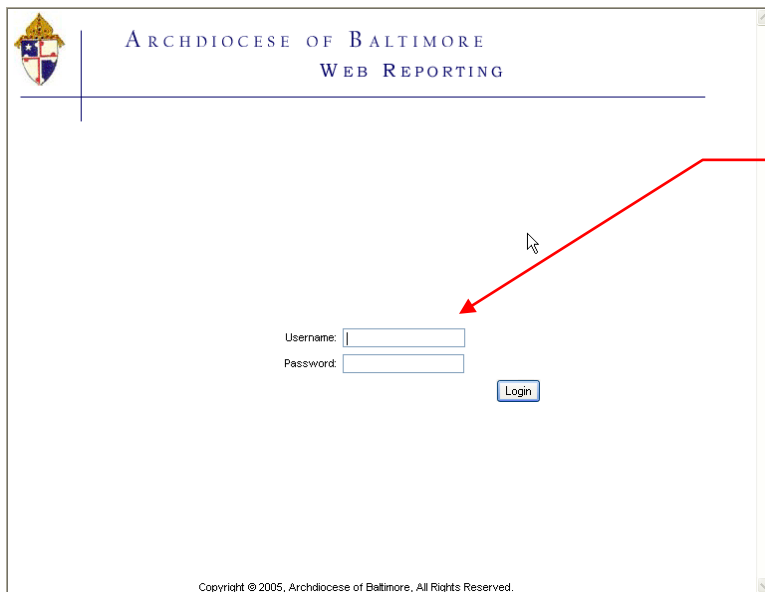 ARCHDIOCESE OF BALTIMORE
WEB REPORTING
Username:
Password:
Login
Copyright © 2005, Archdiocese of Baltimore, All Rights Reserved.